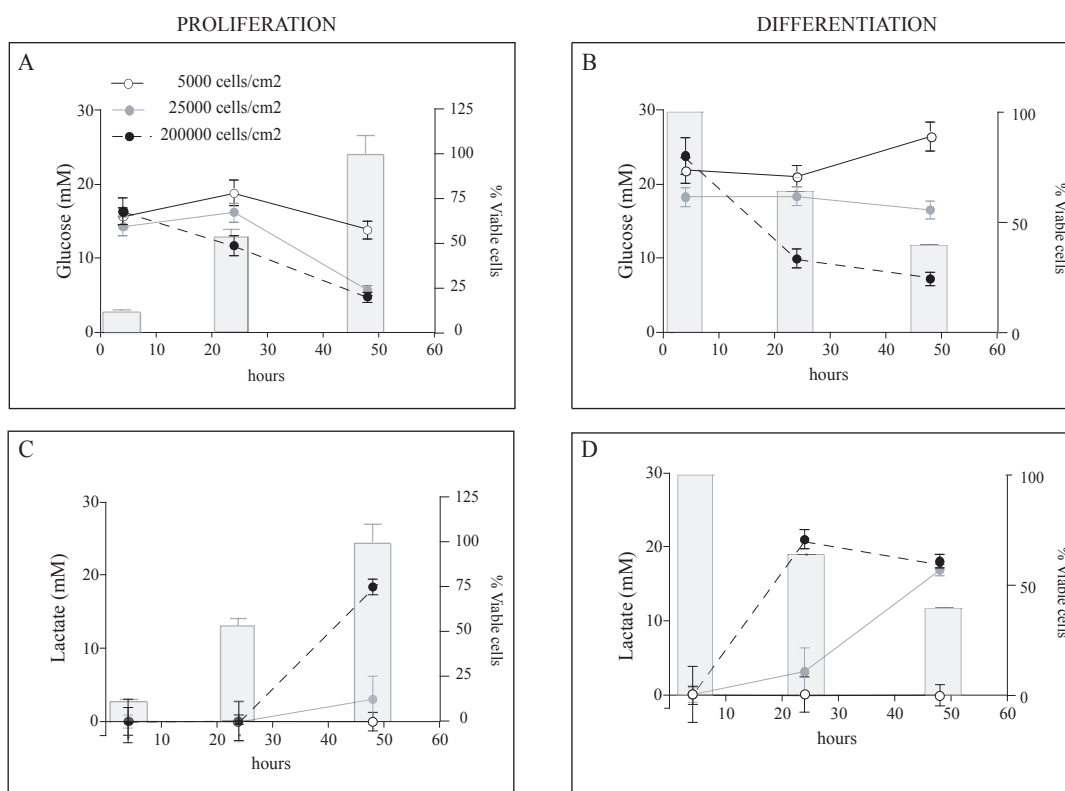 PROLIFERATION
DIFFERENTIATION
A
5000 cells/cm2
25000 cells/cm2
200000 cells/cm2
30
20
10
0
Glucose (mM)
125
100
75
50
25
0
% Viable cells
0 10 20 30 40 50 60
hours
B
30
20
10
0
Glucose (mM)
100
50
0
% Viable cells
0 10 20 30 40 50 60
hours
C
30
20
10
0
Lactate (mM)
125
100
75
50
25
0
% Viable cells
10 20 30 40 50 60
hours
D
30
20
10
0
Lactate (mM)
100
50
0
% Viable cells
10 20 30 40 50 60
hours